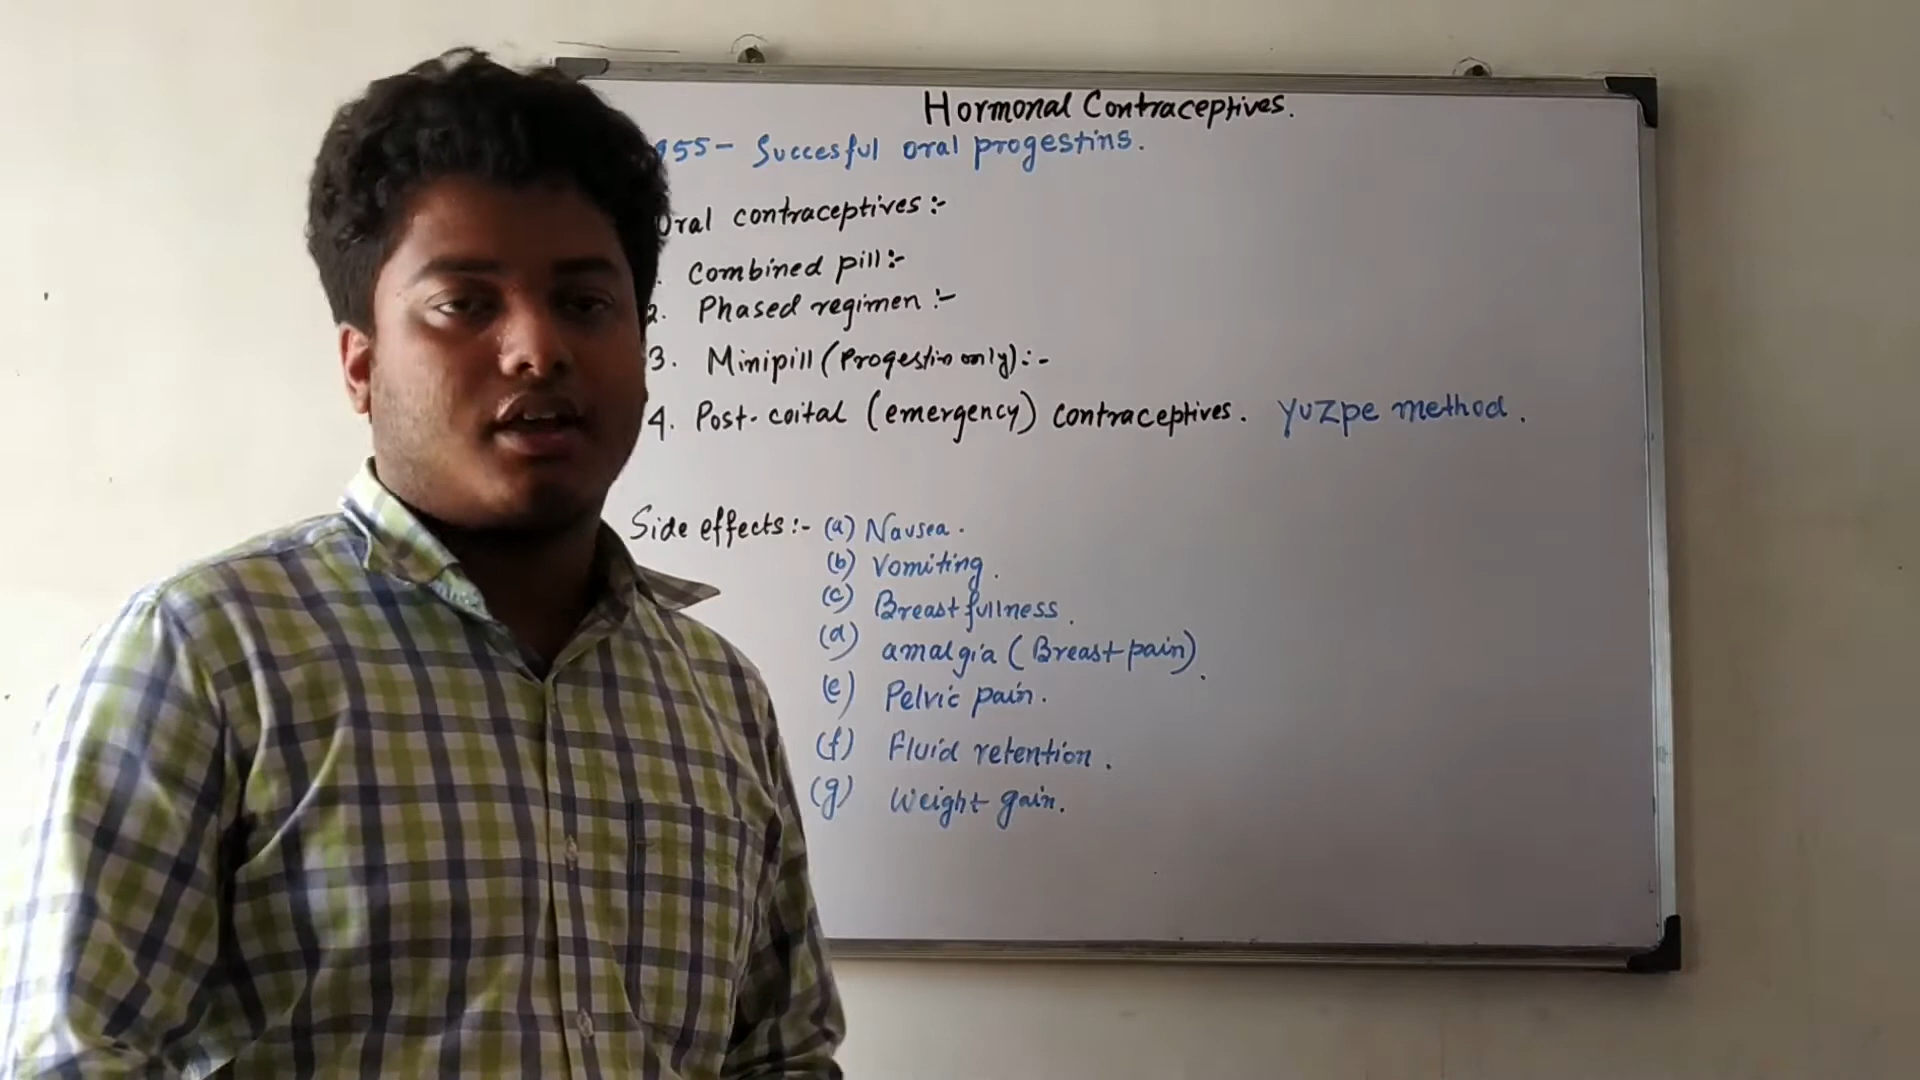 Hormonal Contraceptives.
955- Succesful oral progestins.
Oral contraceptives:-
. Combined pill:-
2. Phased regimen :-
3. Minipill (Progestin only):-
4. Post-coital (emergency) contraceptives. Yuzpe method.
Side effects:- (a) Nausea.
(b) Vomiting.
(c) Breast fullness.
(d) amalgia (Breast pain).
(e) Pelvic pain.
(f) Fluid retention.
(g) Weight gain.